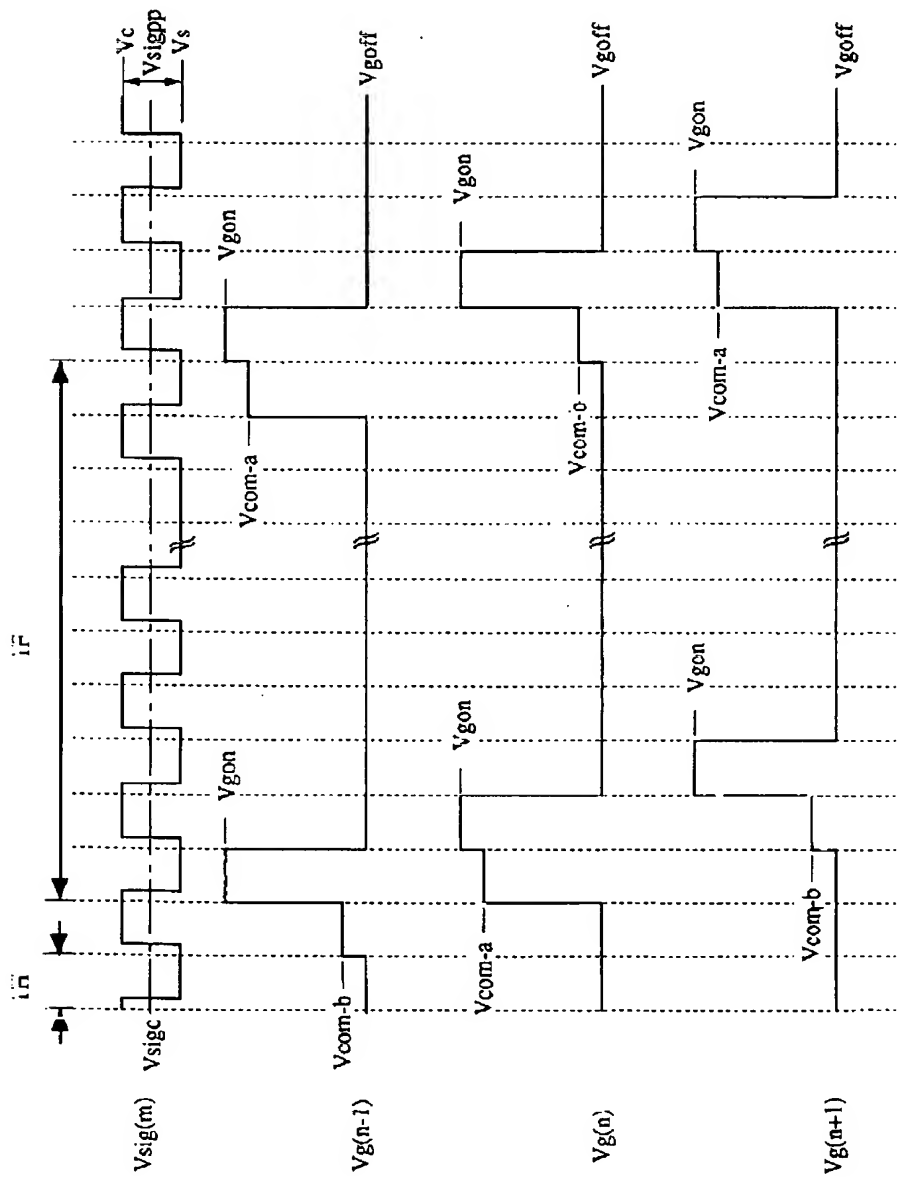 Vc
Vsigpp
Vs
Vsigc
Vsig(m)
Vgon
Vgon
Vgoff
Vcom-b
Vcom-a
Vg(n-1)
Vgon
Vgon
Vgoff
Vcom-a
Vcom-o
Vg(n)
Vgon
Vgon
Vgoff
Vcom-b
Vcom-a
Vg(n+1)